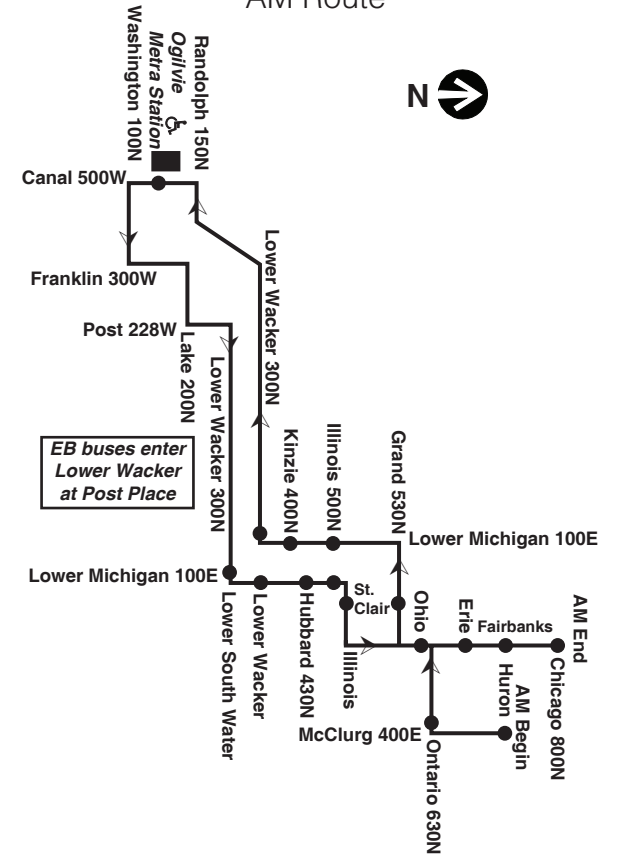 AM Route
Washington 100N
Ogilvie
Metra Station
Randolph 150N
N
Canal 500W
Franklin 300W
Post 228W
Lake 200N
Lower Wacker 300N
Lower Wacker 300N
EB buses enter
Lower Wacker
at Post Place
Kinzie 400N
Illinois 500N
Grand 530N
Lower Michigan 100E
Lower Michigan 100E
St.
Clair
Ohio
Erie
Fairbanks
AM End
Lower South Water
Lower Wacker
Hubbard 430N
Illinois
Huron
AM Begin
Chicago 800N
McClurg 400E
Ontario 630N